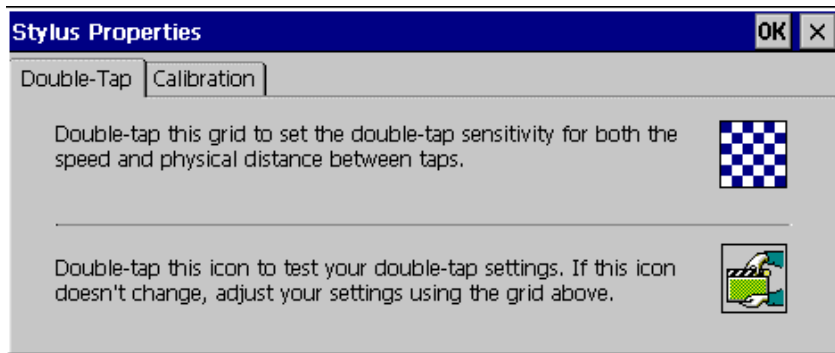 Stylus Properties OK ×
Double-Tap Calibration
Double-tap this grid to set the double-tap sensitivity for both the
speed and physical distance between taps.
Double-tap this icon to test your double-tap settings. If this icon
doesn't change, adjust your settings using the grid above.